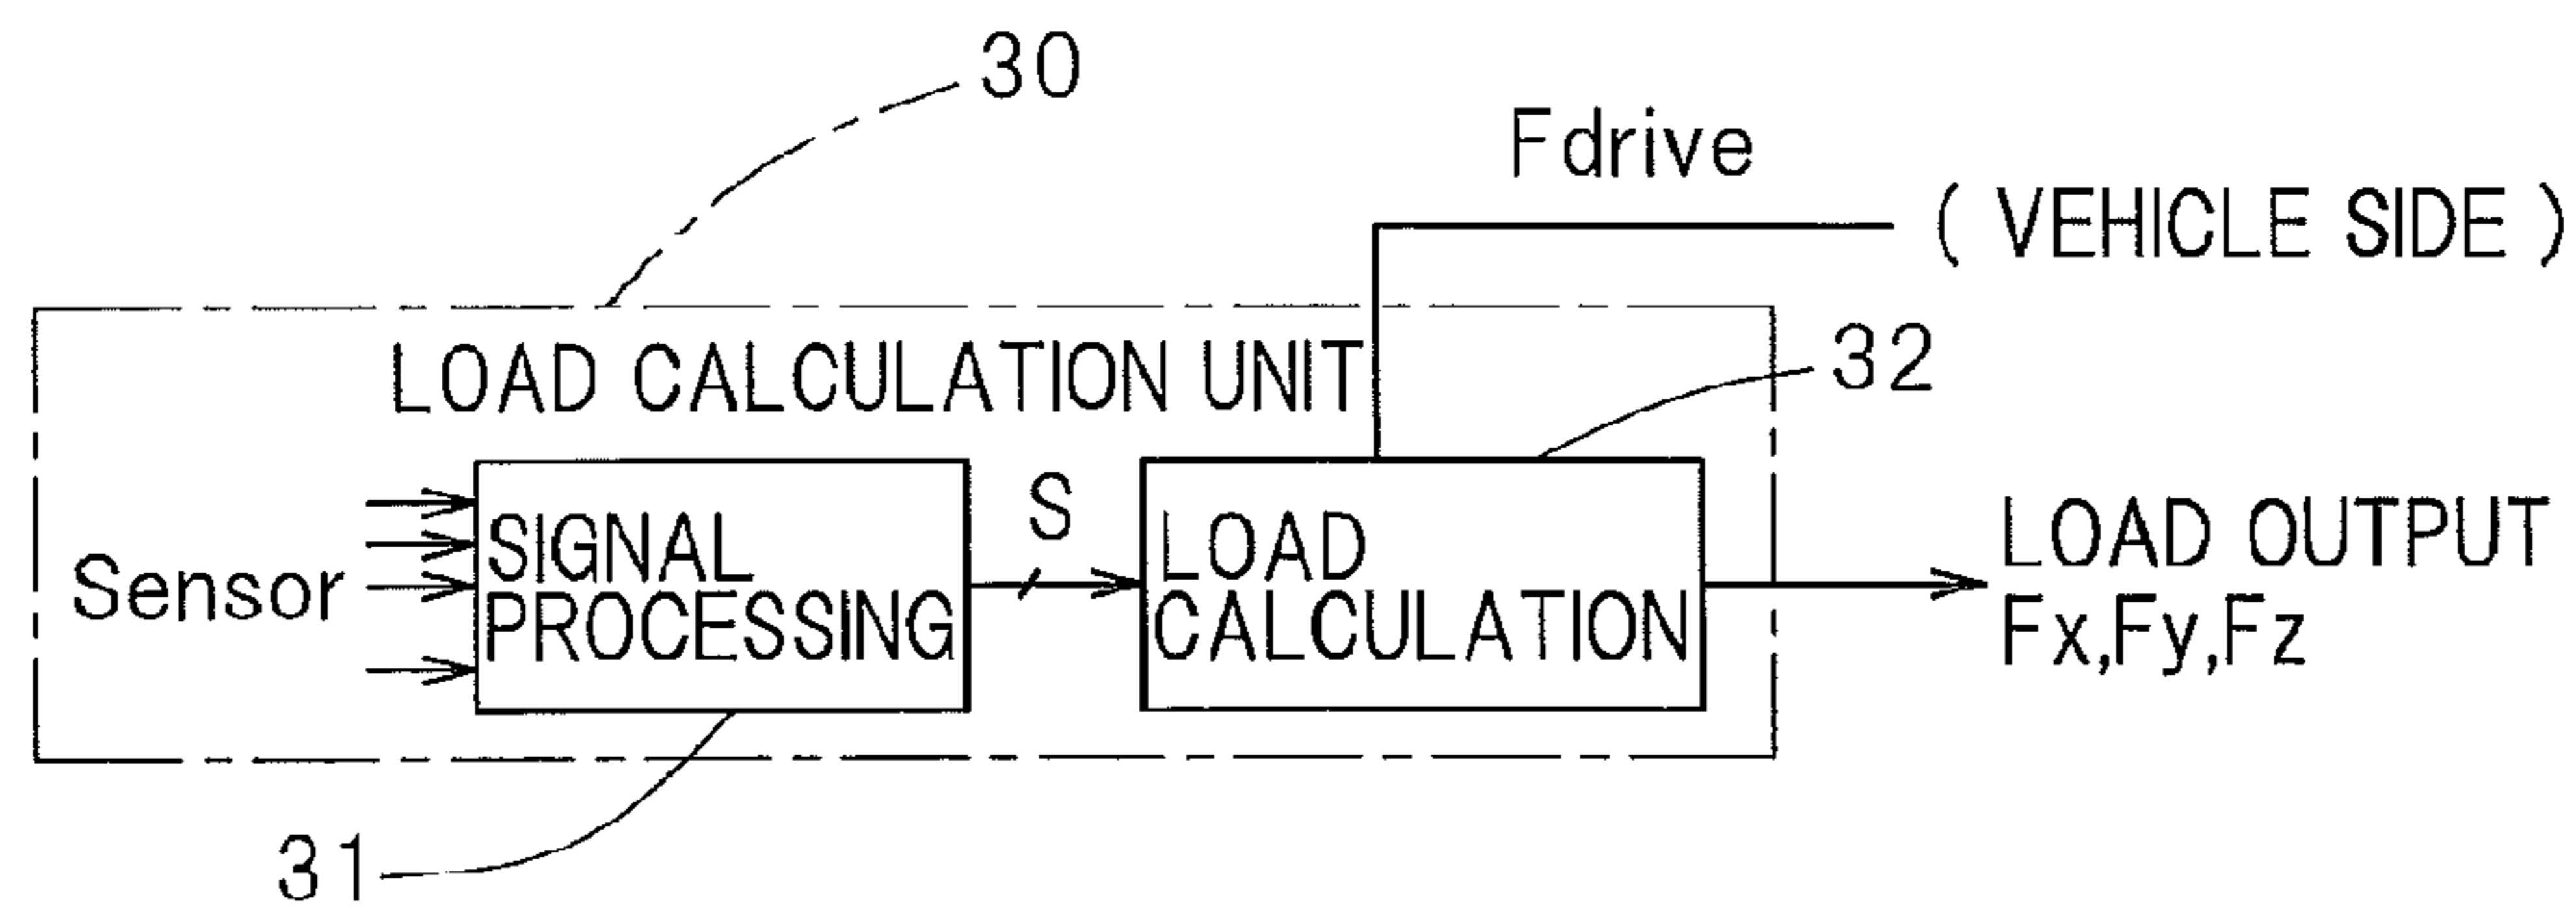 30
Fdrive
( VEHICLE SIDE )
LOAD CALCULATION UNIT
32
Sensor
SIGNAL
PROCESSING
S
LOAD
CALCULATION
LOAD OUTPUT
Fx,Fy,Fz
31